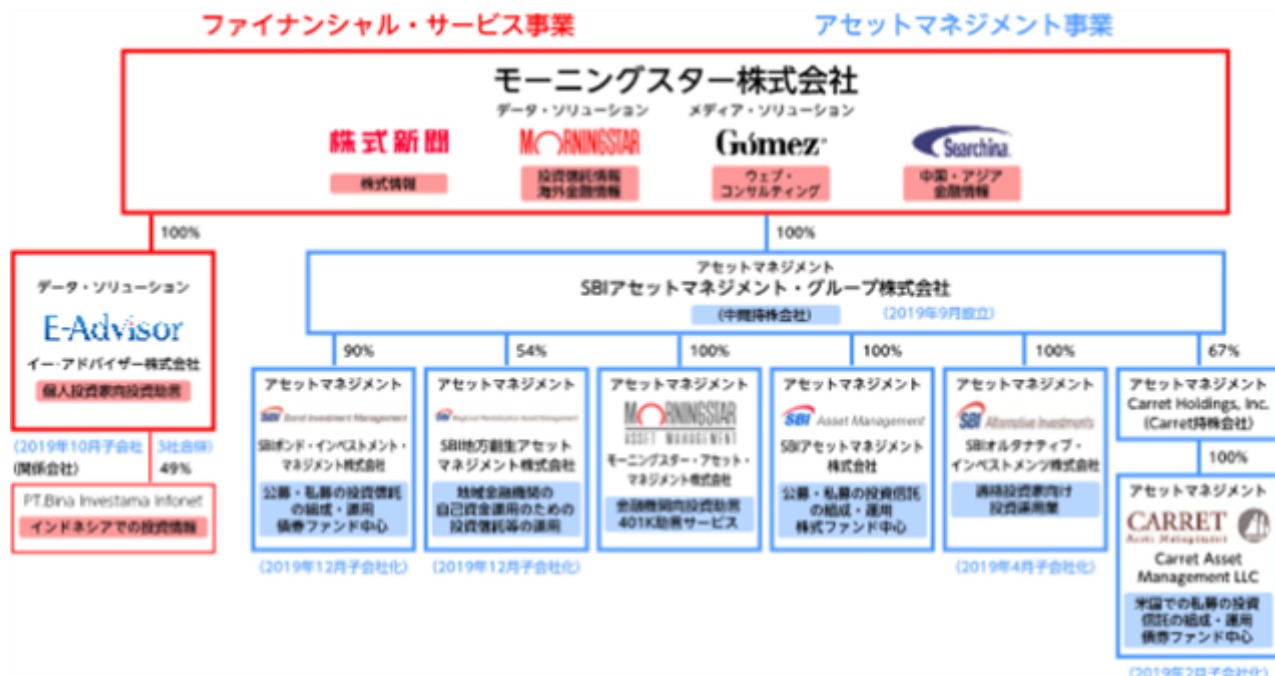 ファイナンシャル・サービス事業
アセットマネジメント事業
モーニングスター株式会社
データ・ソリューション
メディア・ソリューション
株式新聞
MORNINGSTAR
Gómez
Searchina
株式情報
投資信託情報
海外金融情報
ウェブ・
コンサルティング
中国・アジア
金融情報
100%
100%
データ・ソリューション
E-Advisor
イー・アドバイザー株式会社
個人投資家向投資助言
(2019年10月子会社 3社合併)
(関係会社)
49%
PT.Bina Investama Infonet
インドネシアでの投資情報
アセットマネジメント
SBIアセットマネジメント・グループ株式会社
(中間持株会社)
(2019年9月設立)
90%
アセットマネジメント
SBI Bond Investment Management
SBIボンド・インベストメント・
マネジメント株式会社
公募・私募の投資信託
の組成・運用
債券ファンド中心
(2019年12月子会社化)
54%
アセットマネジメント
SBI Regional Revitalization Asset Management
SBI地方創生アセット
マネジメント株式会社
地域金融機関の
自己資金運用のための
投資信託等の運用
(2019年12月子会社化)
100%
アセットマネジメント
MORNINGSTAR
ASSET MANAGEMENT
モーニングスター・アセット・
マネジメント株式会社
金融機関向投資助言
401K助言サービス
100%
アセットマネジメント
SBI Asset Management
SBIアセットマネジメント
株式会社
公募・私募の投資信託
の組成・運用
株式ファンド中心
100%
アセットマネジメント
SBI Alternative Investments
SBIオルタナティブ・
インベストメンツ株式会社
適格投資家向け
投資運用業
(2019年4月子会社化)
67%
アセットマネジメント
Carret Holdings, Inc.
(Carret持株会社)
100%
アセットマネジメント
CARRET
Asset Management
Carret Asset
Management LLC
米国での私募の投資
信託の組成・運用
債券ファンド中心
(2019年2月子会社化)